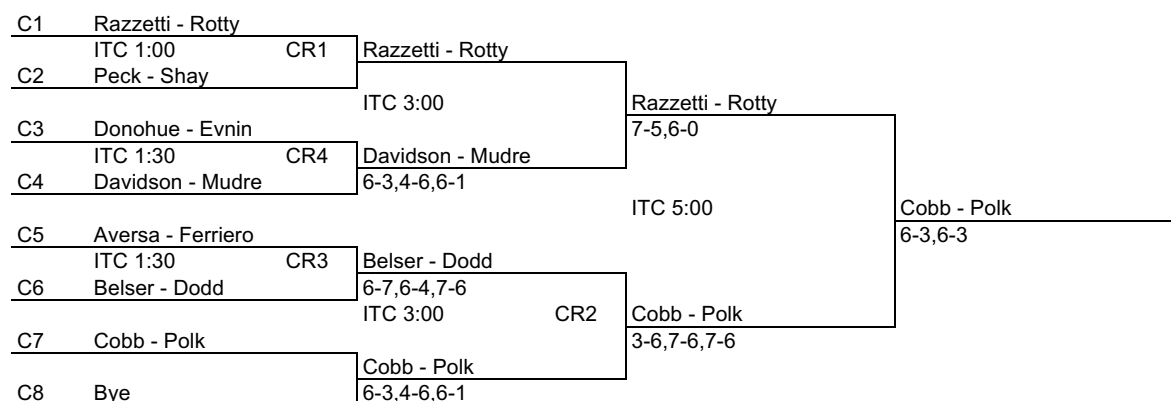 C1 Razzetti - Rotty
ITC 1:00 CR1 Razzetti - Rotty
C2 Peck - Shay
ITC 3:00 Razzetti - Rotty
C3 Donohue - Evnin 7-5,6-0
ITC 1:30 CR4 Davidson - Mudre
C4 Davidson - Mudre 6-3,4-6,6-1
ITC 5:00 Cobb - Polk
C5 Aversa - Ferriero 6-3,6-3
ITC 1:30 CR3 Belser - Dodd
C6 Belser - Dodd 6-7,6-4,7-6
ITC 3:00 CR2 Cobb - Polk
C7 Cobb - Polk 3-6,7-6,7-6
Cobb - Polk
C8 Bye 6-3,4-6,6-1